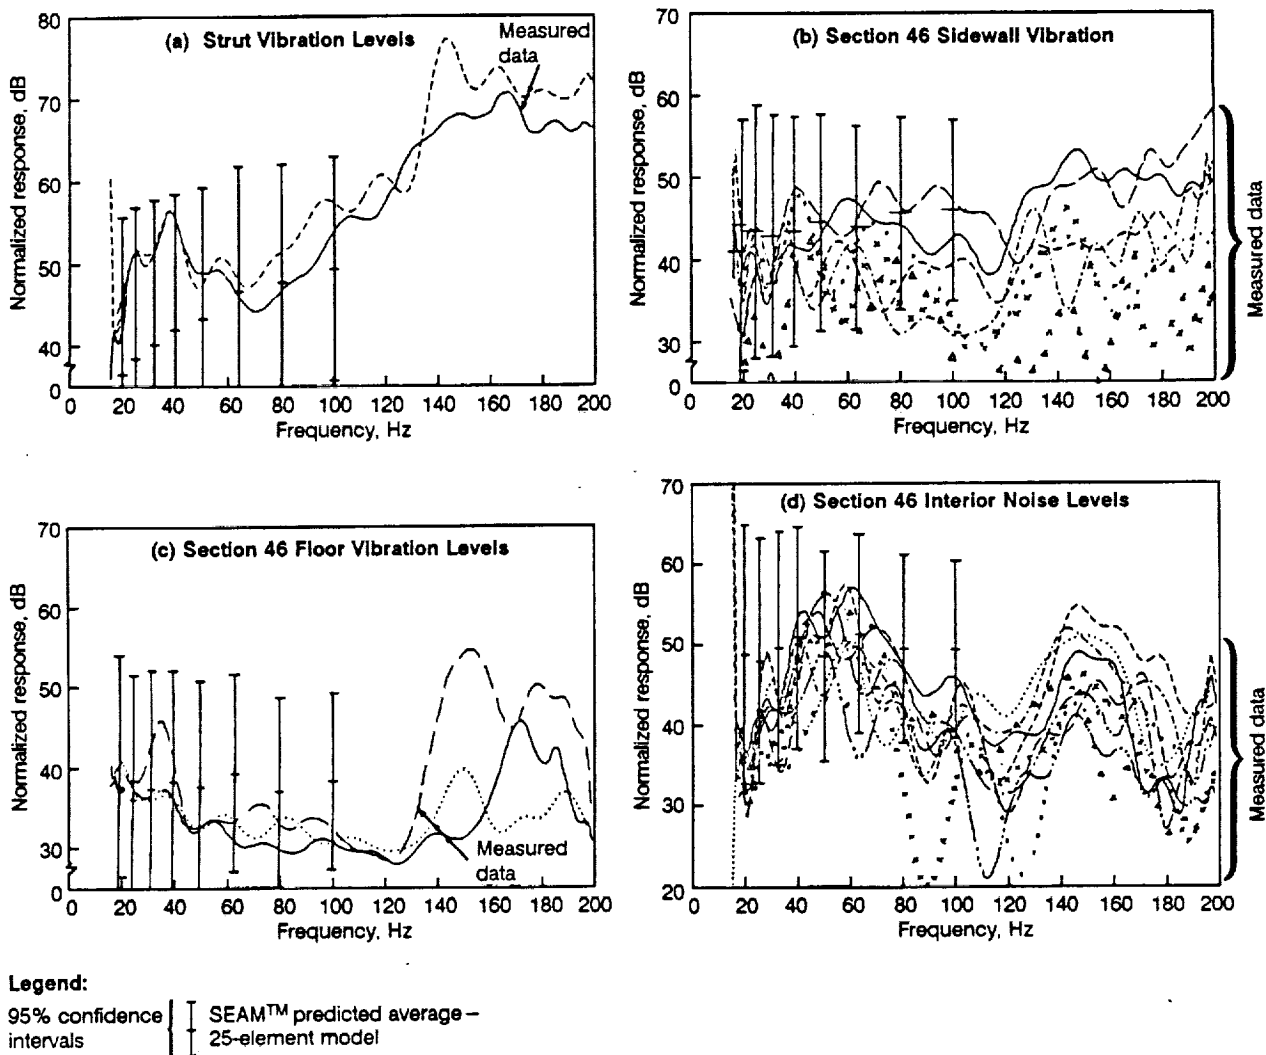 (a) Strut Vibration Levels
Measured
data
Normalized response, dB
80
70
60
50
40
0
0 20 40 60 80 100 120 140 160 180 200
Frequency, Hz
(b) Section 46 Sidewall Vibration
Normalized response, dB
70
60
50
40
30
0
0 20 40 60 80 100 120 140 160 180 200
Frequency, Hz
Measured data
(c) Section 46 Floor Vibration Levels
Normalized response, dB
70
60
50
40
30
0
Measured
data
0 20 40 60 80 100 120 140 160 180 200
Frequency, Hz
(d) Section 46 Interior Noise Levels
Normalized response, dB
70
60
50
40
30
20
0 20 40 60 80 100 120 140 160 180 200
Frequency, Hz
Measured data
Legend:
95% confidence
intervals
SEAM™ predicted average –
25-element model